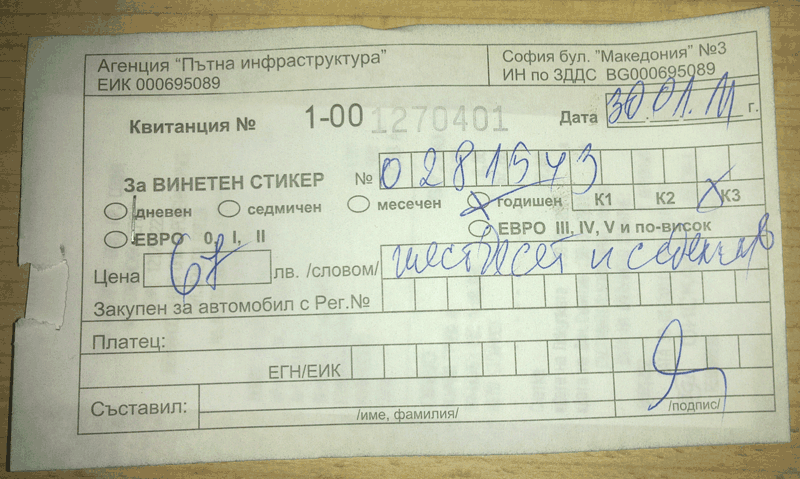 Агенция "Пътна инфраструктура" София бул. "Македония" №3
ЕИК 000695089 ИН по ЗДДС BG000695089
Квитанция № 1-00 1270401 Дата 30.01.11 г.
За ВИНЕТЕН СТИКЕР № 0281543
дневен седмичен месечен годишен К1 К2 К3
ЕВРО 0, I, II ЕВРО III, IV, V и по-висок
Цена 67 лв. /словом/ шестдесет и седем лв
Закупен за автомобил с Рег.№
Платец:
ЕГН/ЕИК
Съставил:
/име, фамилия/ /подпис/